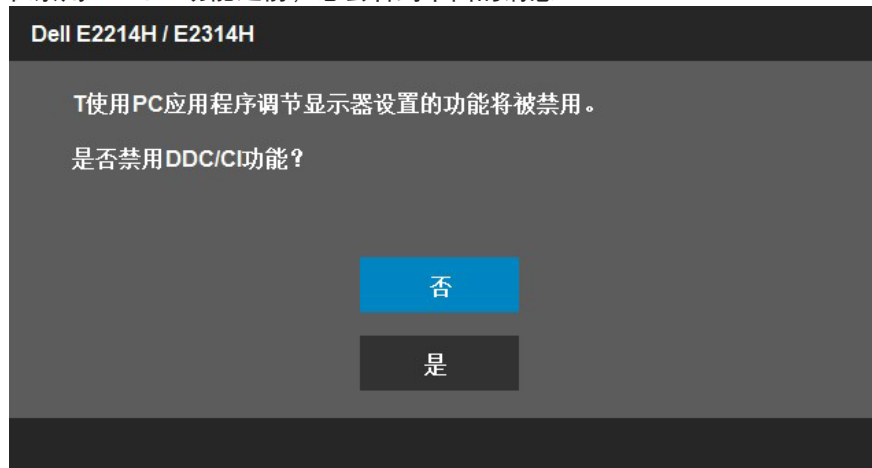 Dell E2214H / E2314H
T使用PC应用程序调节显示器设置的功能将被禁用。
是否禁用DDC/CI功能?
否
是